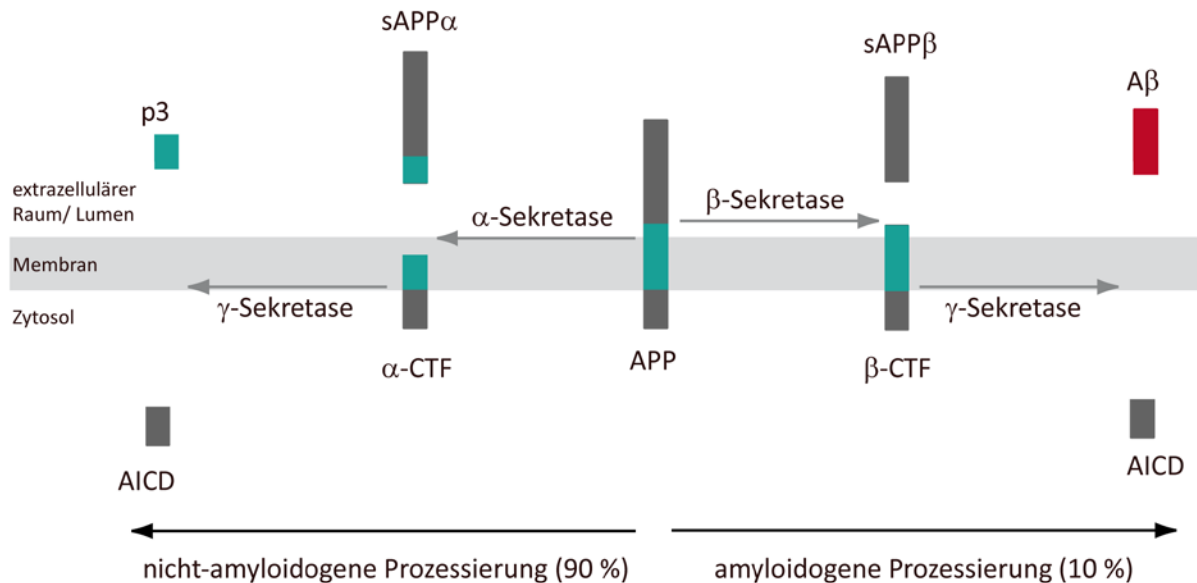 sAPPα
sAPPβ
Aβ
p3
extrazellulärer
Raum/ Lumen
α-Sekretase
β-Sekretase
Membran
γ-Sekretase
γ-Sekretase
Zytosol
α-CTF
APP
β-CTF
AICD
AICD
nicht-amyloidogene Prozessierung (90 %)
amyloidogene Prozessierung (10 %)